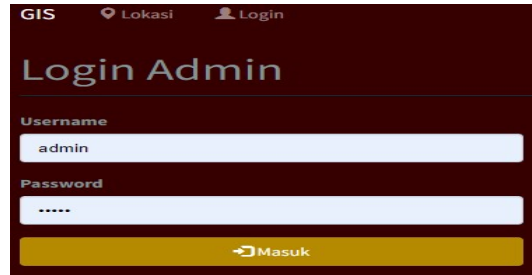 GIS Lokasi Login
Login Admin
Username
admin
Password
•••••
Masuk